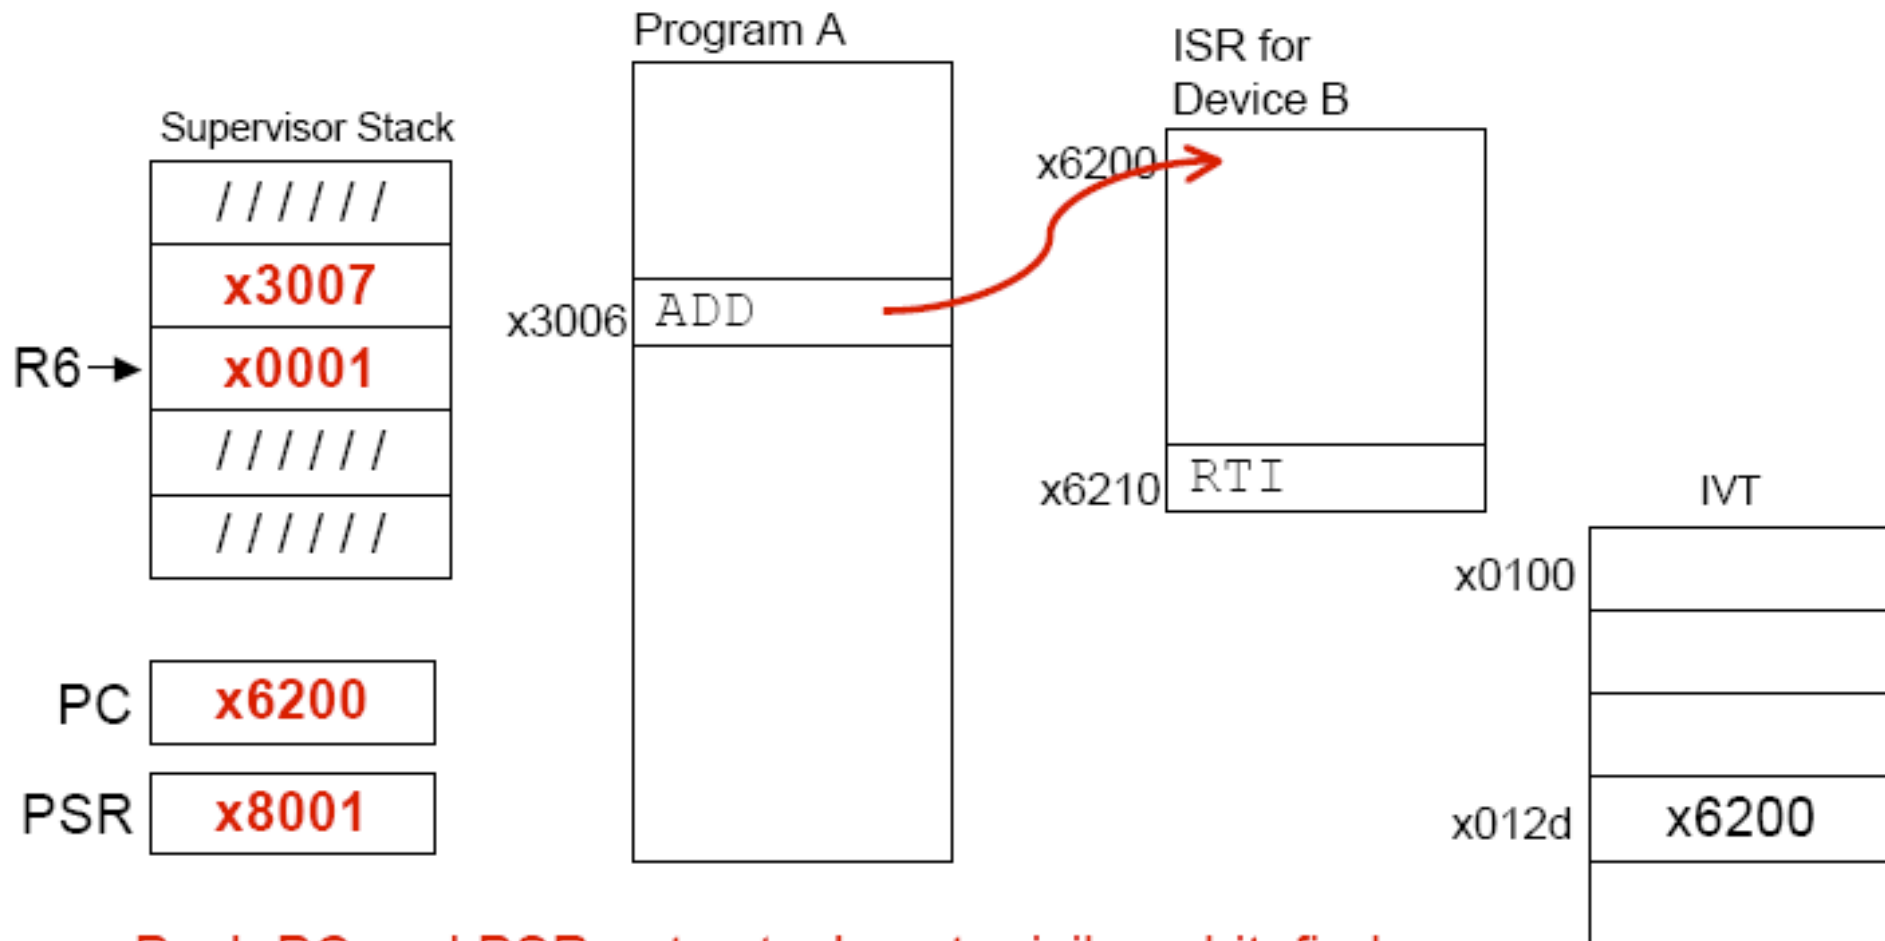 Program A
ISR for
Device B
Supervisor Stack
//////
x3007
R6
x0001
//////
//////
x3006
ADD
x6200
x6210
RTI
IVT
x0100
x012d
x6200
PC
x6200
PSR
x8001